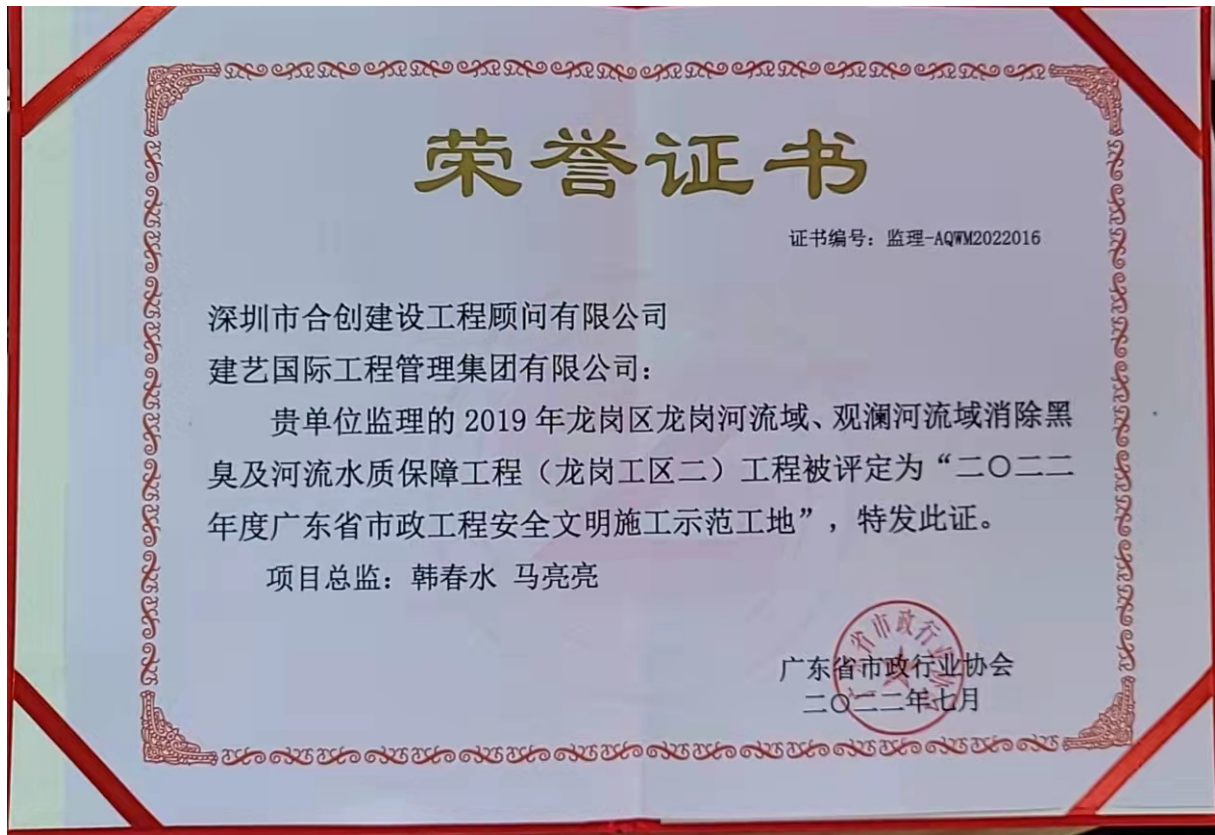 荣誉证书
证书编号：监理-AQWM2022016
深圳市合创建设工程顾问有限公司
建艺国际工程管理集团有限公司：
贵单位监理的2019年龙岗区龙岗河流域、观澜河流域消除黑
臭及河流水质保障工程（龙岗工区二）工程被评定为“二〇二二
年度广东省市政工程安全文明施工示范工地”，特发此证。
项目总监：韩春水 马亮亮
省市政行业
广东省市政行业协会
二〇二二年七月